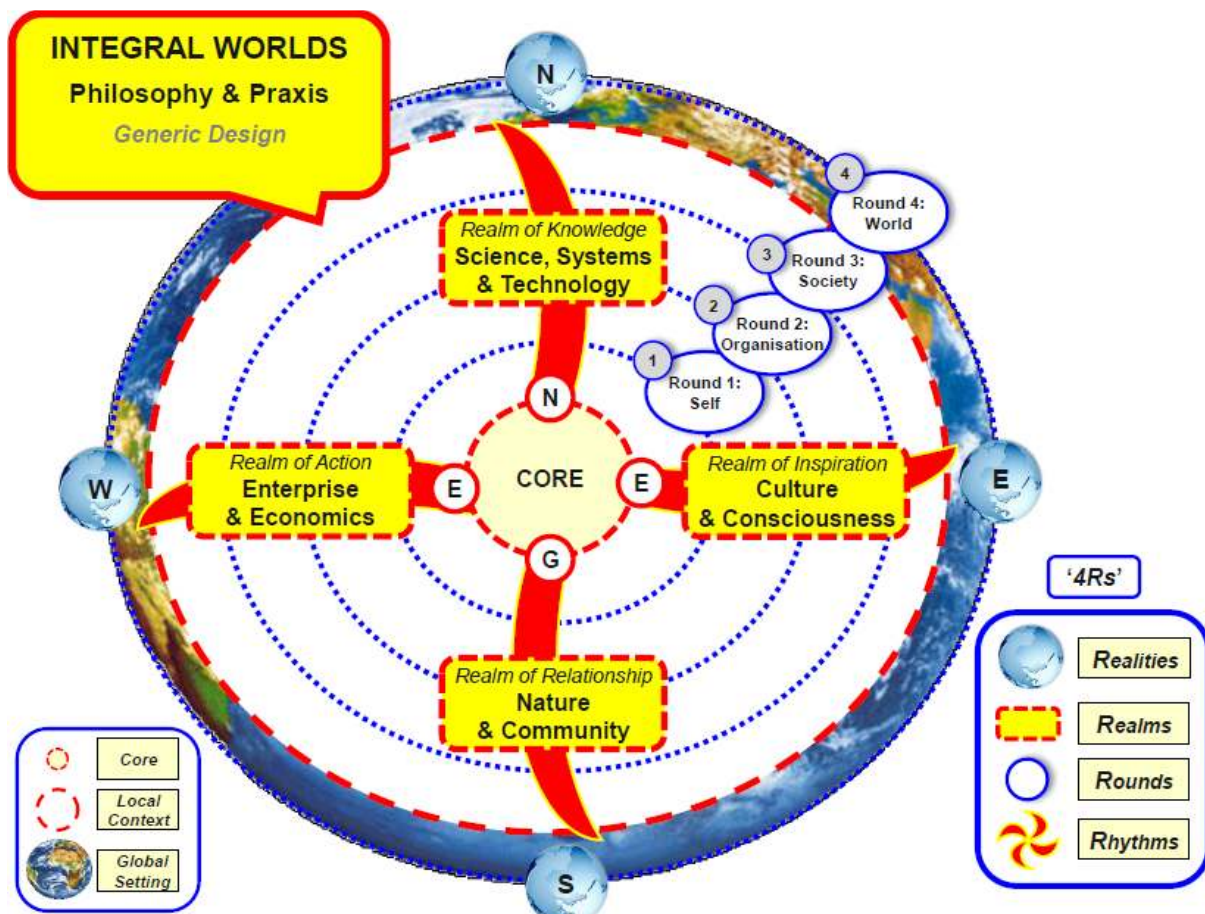 INTEGRAL WORLDS
Philosophy & Praxis
Generic Design
N
4
Round 4:
World
3
Round 3:
Society
2
Round 2:
Organisation
1
Round 1:
Self
Realm of Knowledge
Science, Systems
& Technology
N
W
Realm of Action
Enterprise
& Economics
E
CORE
E
Realm of Inspiration
Culture
& Consciousness
E
G
Realm of Relationship
Nature
& Community
S
'4Rs'
Realities
Realms
Rounds
Rhythms
Core
Local
Context
Global
Setting